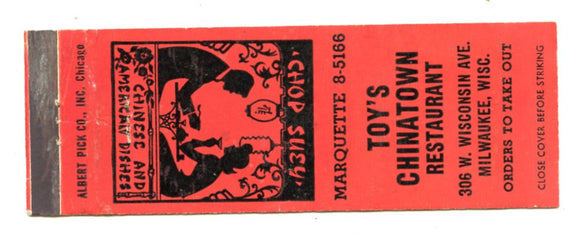 "CHOP SUEY"
CHINESE AND
AMERICAN DISHES
MARQUETTE 8-5166
TOY'S
CHINATOWN
RESTAURANT
306 W. WISCONSIN AVE.
MILWAUKEE, WISC.
ORDERS TO TAKE OUT
CLOSE COVER BEFORE STRIKING
ALBERT PICK CO., INC. Chicago